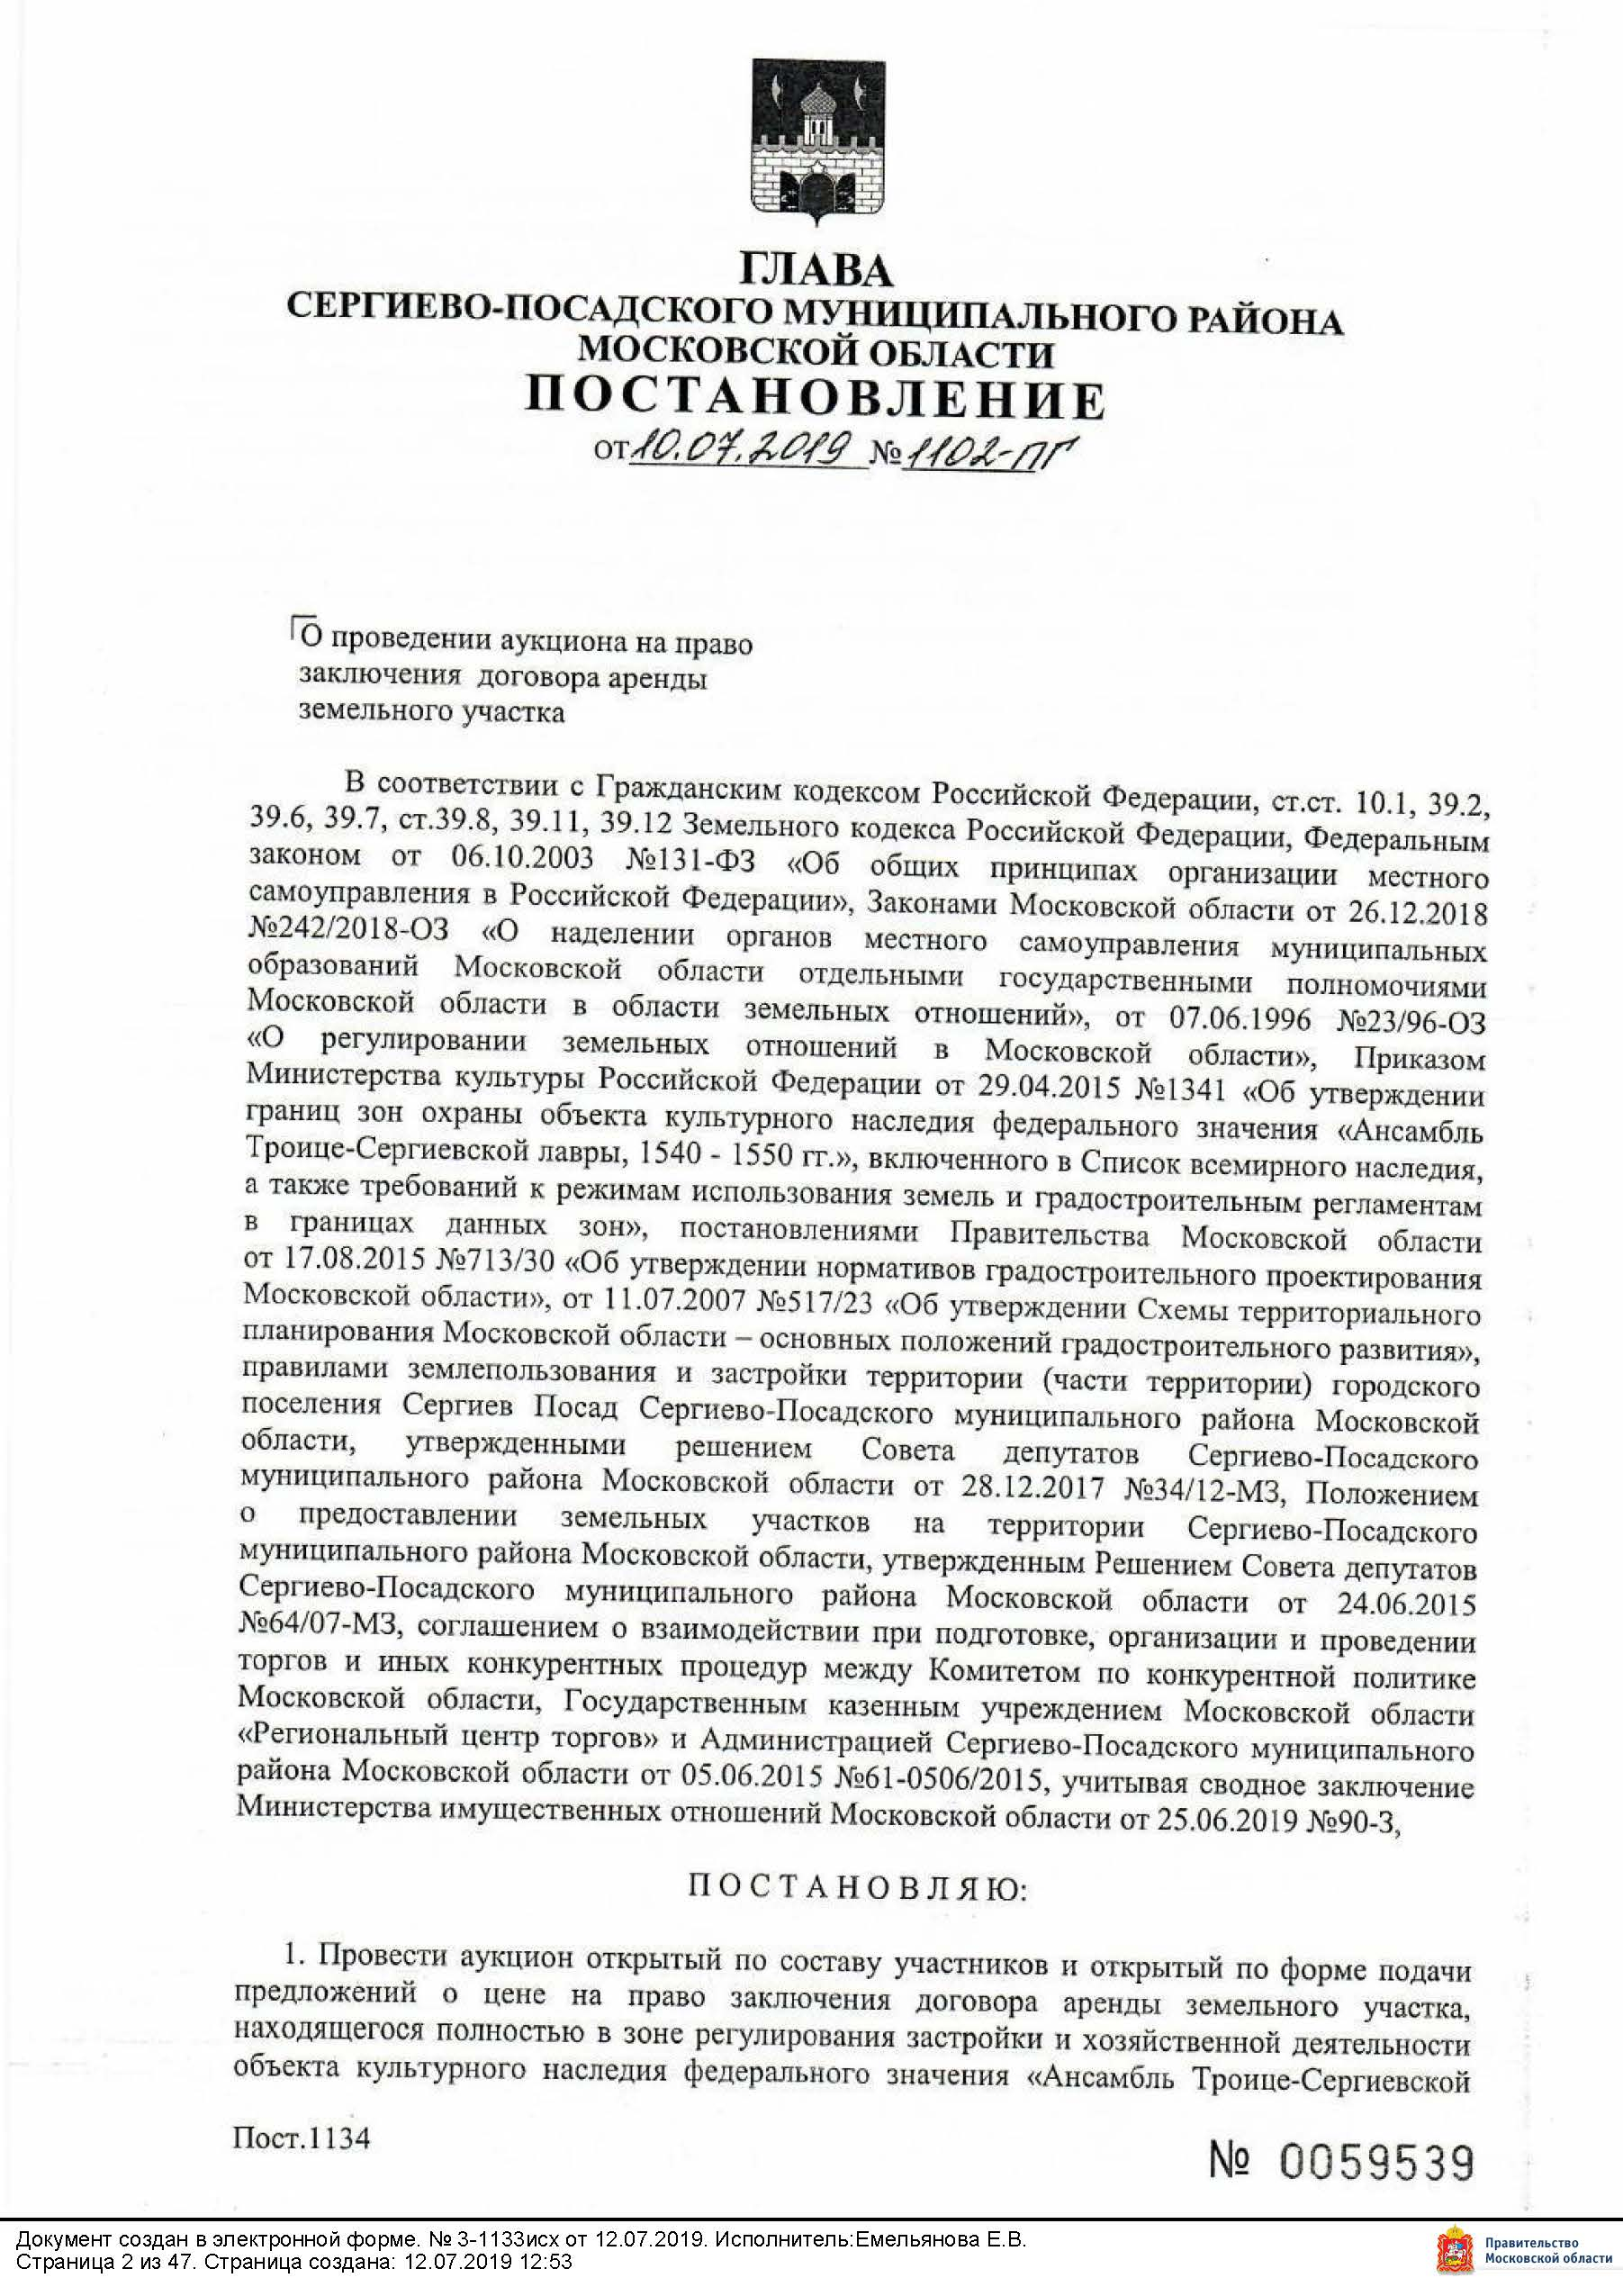 ГЛАВА
СЕРГИЕВО-ПОСАДСКОГО МУНИЦИПАЛЬНОГО РАЙОНА
МОСКОВСКОЙ ОБЛАСТИ
ПОСТАНОВЛЕНИЕ
от 10.07.2019 № 1102-ПГ
О проведении аукциона на право
заключения договора аренды
земельного участка
В соответствии с Гражданским кодексом Российской Федерации, ст.ст. 10.1, 39.2,
39.6, 39.7, ст.39.8, 39.11, 39.12 Земельного кодекса Российской Федерации, Федеральным
законом от 06.10.2003 №131-ФЗ «Об общих принципах организации местного
самоуправления в Российской Федерации», Законами Московской области от 26.12.2018
№242/2018-ОЗ «О наделении органов местного самоуправления муниципальных
образований Московской области отдельными государственными полномочиями
Московской области в области земельных отношений», от 07.06.1996 №23/96-ОЗ
«О регулировании земельных отношений в Московской области», Приказом
Министерства культуры Российской Федерации от 29.04.2015 №1341 «Об утверждении
границ зон охраны объекта культурного наследия федерального значения «Ансамбль
Троице-Сергиевской лавры, 1540 - 1550 гг.», включенного в Список всемирного наследия,
а также требований к режимам использования земель и градостроительным регламентам
в границах данных зон», постановлениями Правительства Московской области
от 17.08.2015 №713/30 «Об утверждении нормативов градостроительного проектирования
Московской области», от 11.07.2007 №517/23 «Об утверждении Схемы территориального
планирования Московской области – основных положений градостроительного развития»,
правилами землепользования и застройки территории (части территории) городского
поселения Сергиев Посад Сергиево-Посадского муниципального района Московской
области, утвержденными решением Совета депутатов Сергиево-Посадского
муниципального района Московской области от 28.12.2017 №34/12-МЗ, Положением
о предоставлении земельных участков на территории Сергиево-Посадского
муниципального района Московской области, утвержденным Решением Совета депутатов
Сергиево-Посадского муниципального района Московской области от 24.06.2015
№64/07-МЗ, соглашением о взаимодействии при подготовке, организации и проведении
торгов и иных конкурентных процедур между Комитетом по конкурентной политике
Московской области, Государственным казенным учреждением Московской области
«Региональный центр торгов» и Администрацией Сергиево-Посадского муниципального
района Московской области от 05.06.2015 №61-0506/2015, учитывая сводное заключение
Министерства имущественных отношений Московской области от 25.06.2019 №90-З,
ПОСТАНОВЛЯЮ:
1. Провести аукцион открытый по составу участников и открытый по форме подачи
предложений о цене на право заключения договора аренды земельного участка,
находящегося полностью в зоне регулирования застройки и хозяйственной деятельности
объекта культурного наследия федерального значения «Ансамбль Троице-Сергиевской
Пост.1134
№ 0059539
Документ создан в электронной форме. № 3-1133исх от 12.07.2019. Исполнитель:Емельянова Е.В.
Страница 2 из 47. Страница создана: 12.07.2019 12:53
Правительство
Московской области